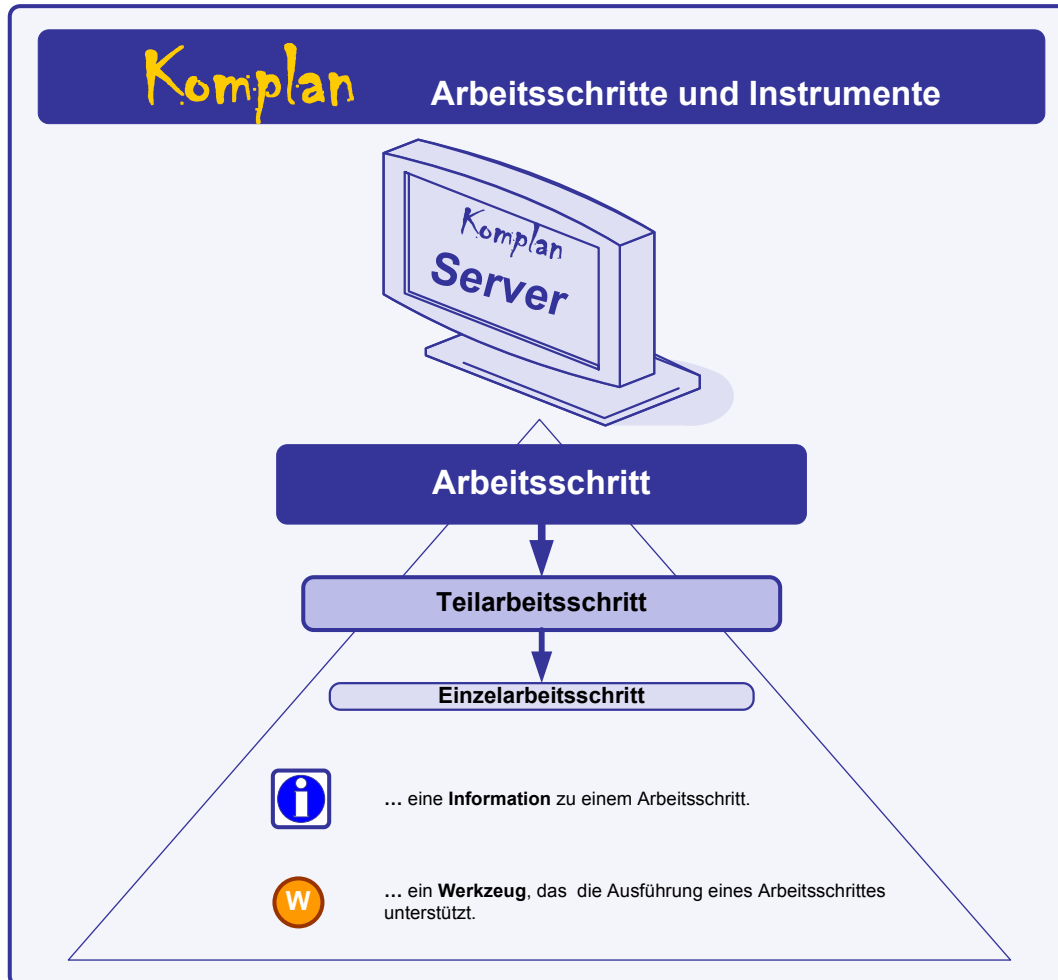 Komplan Arbeitsschritte und Instrumente
Komplan
Server
Arbeitsschritt
Teilarbeitsschritt
Einzelarbeitsschritt
i
... eine Information zu einem Arbeitsschritt.
W
... ein Werkzeug, das die Ausführung eines Arbeitsschrittes
unterstützt.